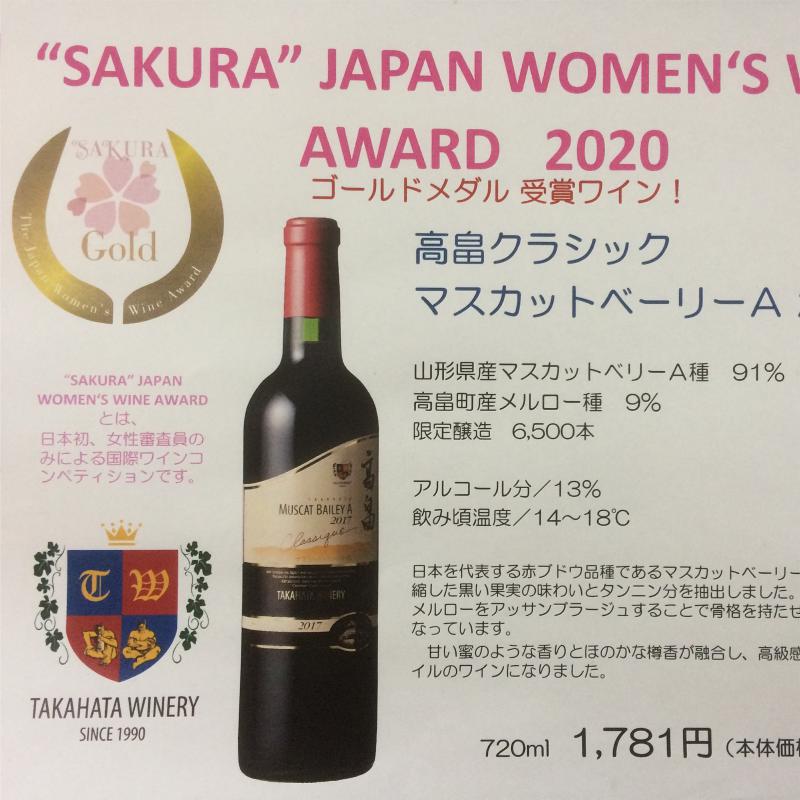 “SAKURA” JAPAN WOMEN‘S
AWARD 2020
ゴールドメダル 受賞ワイン！
SAKURA
Gold
The Japan Women's Wine Award
高畠クラシック
マスカットベーリーA
山形県産マスカットベリーA種 91%
高畠町産メルロー種 9%
限定醸造 6,500本
アルコール分／13%
飲み頃温度／14～18℃
“SAKURA” JAPAN
WOMEN‘S WINE AWARD
とは、
日本初、女性審査員の
みによる国際ワインコ
ンペティションです。
高畠
MUSCAT BAILEY A
2017
Classique
TAKAHATA WINERY
2017
T W
TAKAHATA WINERY
SINCE 1990
日本を代表する赤ブドウ品種であるマスカットベーリー
縮した黒い果実の味わいとタンニン分を抽出しました。
メルローをアッサンブラージュすることで骨格を持たせ
なっています。
甘い蜜のような香りとほのかな樽香が融合し、高級感
イルのワインになりました。
720ml 1,781円（本体価格